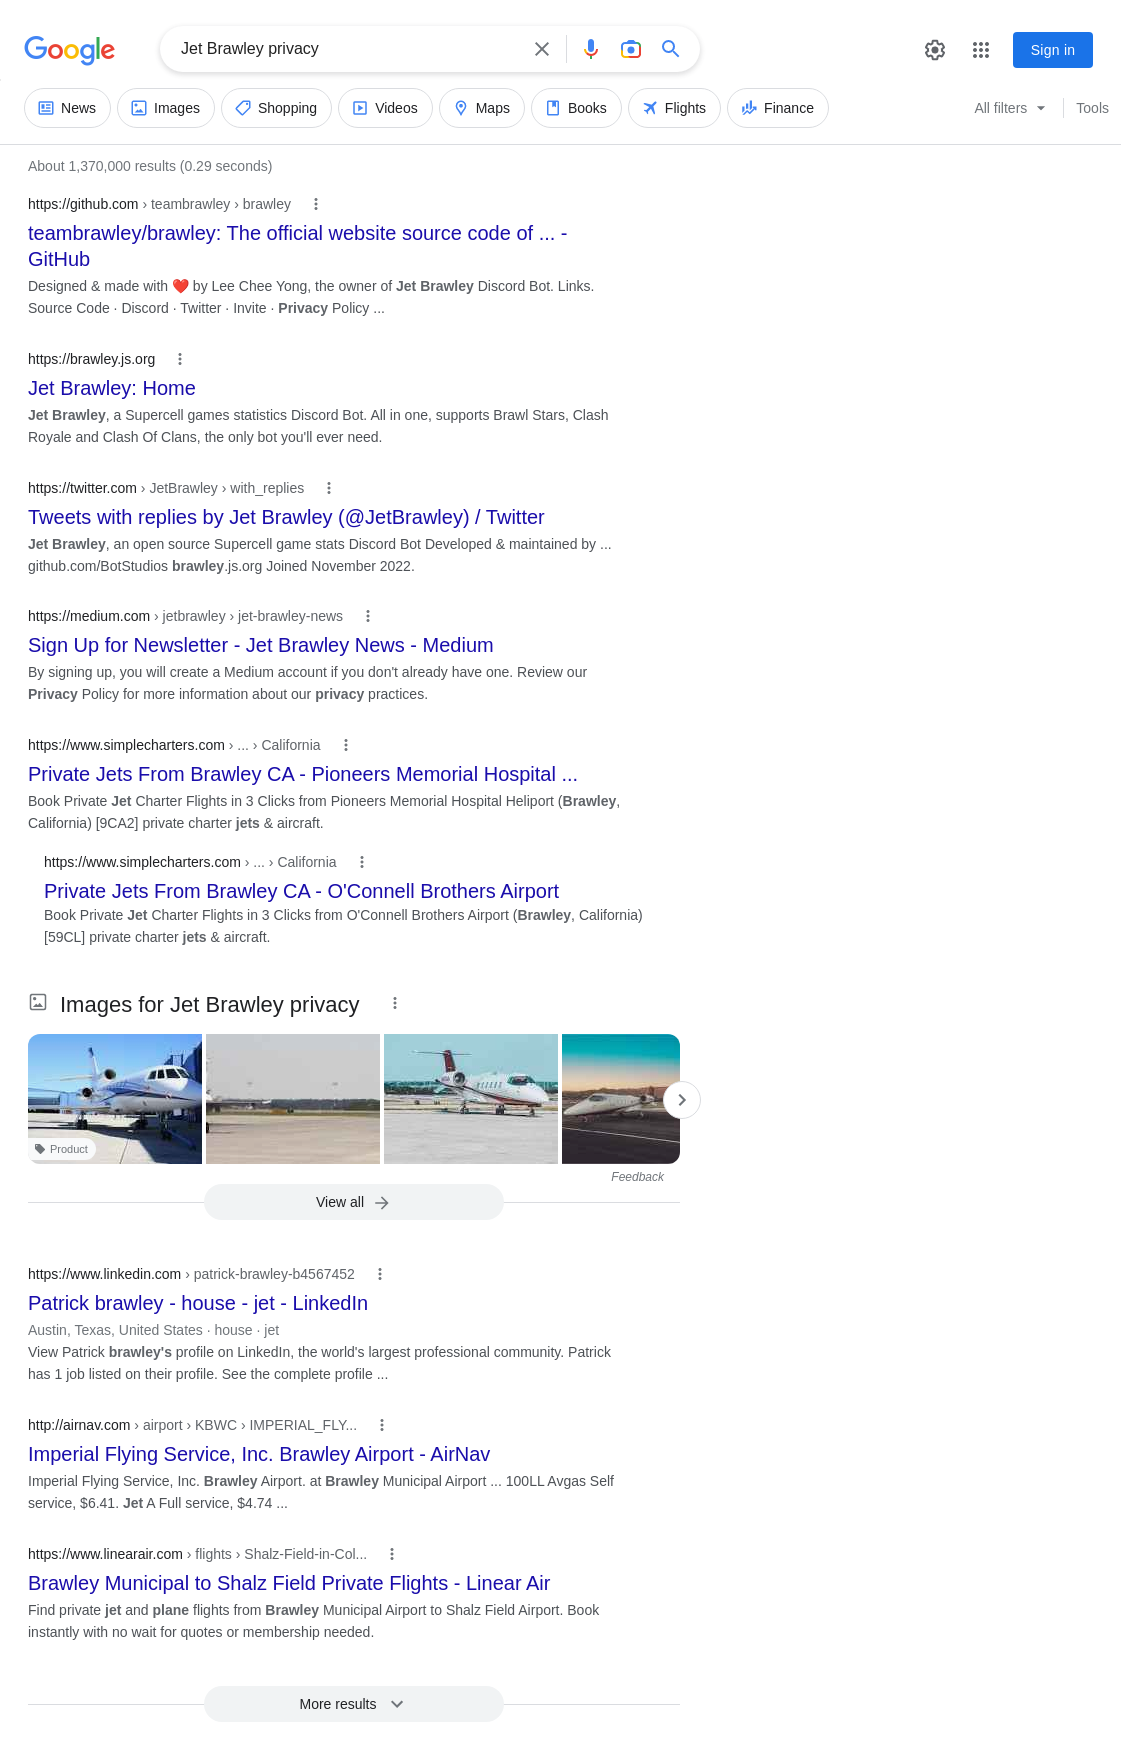 Google
Jet Brawley privacy
Sign in
News
Images
Shopping
Videos
Maps
Books
Flights
Finance
All filters
Tools
About 1,370,000 results (0.29 seconds)
https://github.com › teambrawley › brawley
teambrawley/brawley: The official website source code of ... -
GitHub
Designed & made with ❤️ by Lee Chee Yong, the owner of Jet Brawley Discord Bot. Links.
Source Code · Discord · Twitter · Invite · Privacy Policy ...
https://brawley.js.org
Jet Brawley: Home
Jet Brawley, a Supercell games statistics Discord Bot. All in one, supports Brawl Stars, Clash
Royale and Clash Of Clans, the only bot you'll ever need.
https://twitter.com › JetBrawley › with_replies
Tweets with replies by Jet Brawley (@JetBrawley) / Twitter
Jet Brawley, an open source Supercell game stats Discord Bot Developed & maintained by ...
github.com/BotStudios brawley.js.org Joined November 2022.
https://medium.com › jetbrawley › jet-brawley-news
Sign Up for Newsletter - Jet Brawley News - Medium
By signing up, you will create a Medium account if you don't already have one. Review our
Privacy Policy for more information about our privacy practices.
https://www.simplecharters.com › ... › California
Private Jets From Brawley CA - Pioneers Memorial Hospital ...
Book Private Jet Charter Flights in 3 Clicks from Pioneers Memorial Hospital Heliport (Brawley,
California) [9CA2] private charter jets & aircraft.
https://www.simplecharters.com › ... › California
Private Jets From Brawley CA - O'Connell Brothers Airport
Book Private Jet Charter Flights in 3 Clicks from O'Connell Brothers Airport (Brawley, California)
[59CL] private charter jets & aircraft.
Images for Jet Brawley privacy
Product
Feedback
View all
https://www.linkedin.com › patrick-brawley-b4567452
Patrick brawley - house - jet - LinkedIn
Austin, Texas, United States · house · jet
View Patrick brawley's profile on LinkedIn, the world's largest professional community. Patrick
has 1 job listed on their profile. See the complete profile ...
http://airnav.com › airport › KBWC › IMPERIAL_FLY...
Imperial Flying Service, Inc. Brawley Airport - AirNav
Imperial Flying Service, Inc. Brawley Airport. at Brawley Municipal Airport ... 100LL Avgas Self
service, $6.41. Jet A Full service, $4.74 ...
https://www.linearair.com › flights › Shalz-Field-in-Col...
Brawley Municipal to Shalz Field Private Flights - Linear Air
Find private jet and plane flights from Brawley Municipal Airport to Shalz Field Airport. Book
instantly with no wait for quotes or membership needed.
More results